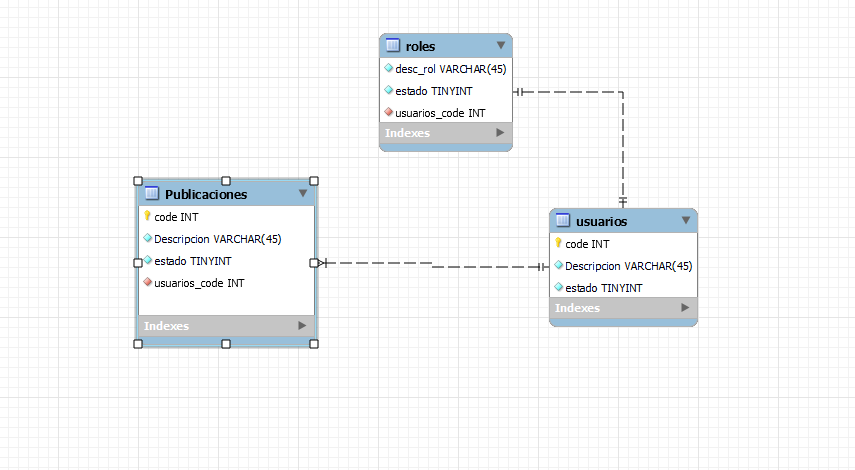 roles
desc_rol VARCHAR(45)
estado TINYINT
usuarios_code INT
Indexes
Publicaciones
code INT
Descripcion VARCHAR(45)
estado TINYINT
usuarios_code INT
Indexes
usuarios
code INT
Descripcion VARCHAR(45)
estado TINYINT
Indexes